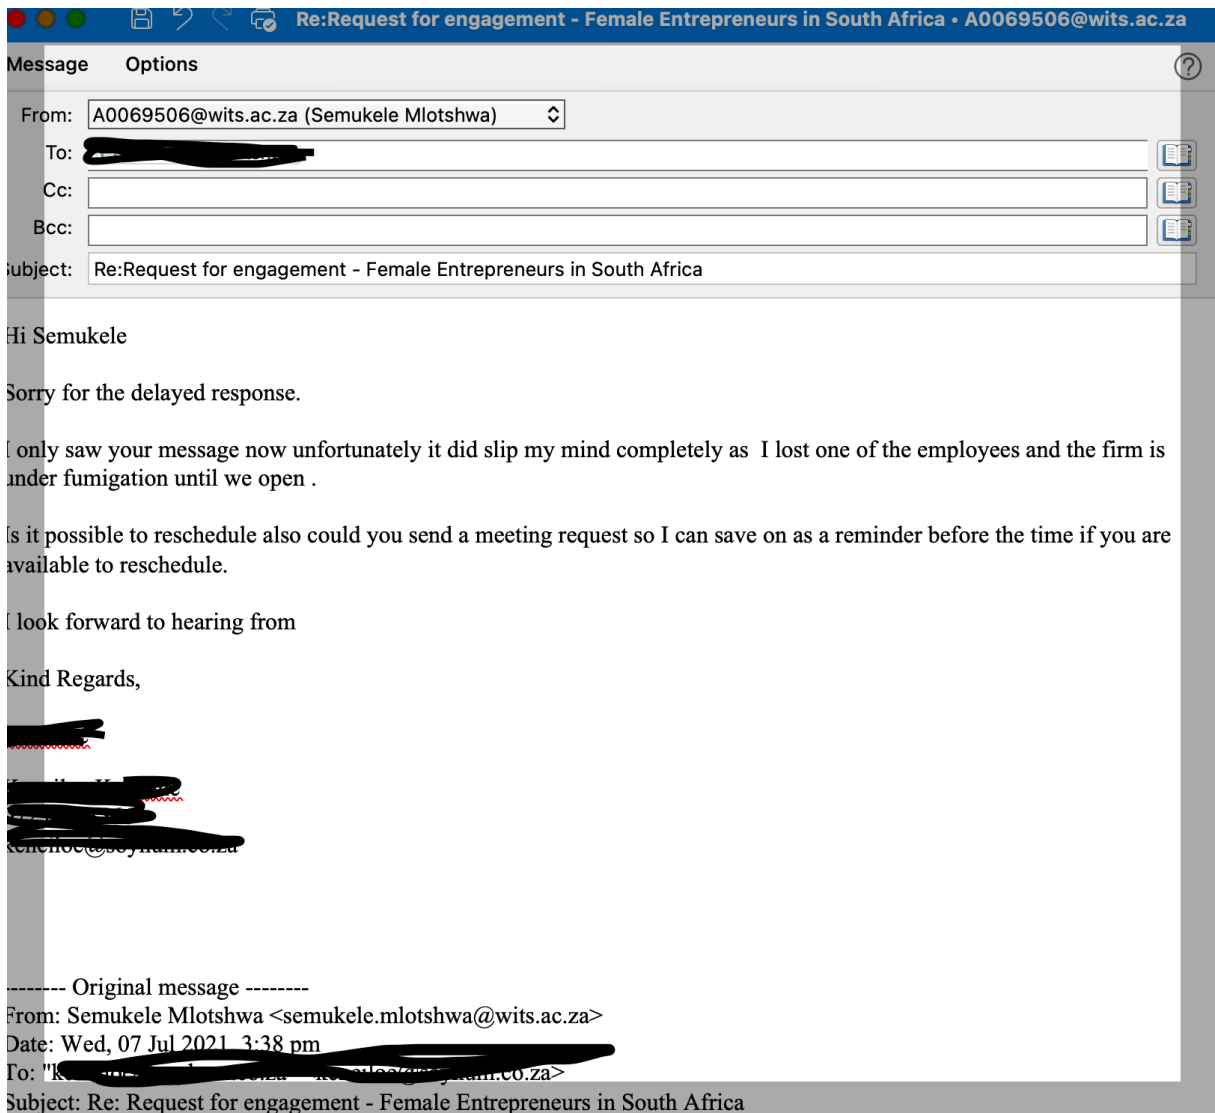 Re:Request for engagement - Female Entrepreneurs in South Africa • A0069506@wits.ac.za
Message Options
From: A0069506@wits.ac.za (Semukele Mlotshwa)
To:
Cc:
Bcc:
Subject: Re:Request for engagement - Female Entrepreneurs in South Africa
Hi Semukele
Sorry for the delayed response.
I only saw your message now unfortunately it did slip my mind completely as I lost one of the employees and the firm is
under fumigation until we open .
Is it possible to reschedule also could you send a meeting request so I can save on as a reminder before the time if you are
available to reschedule.
I look forward to hearing from
Kind Regards,
-------- Original message --------
From: Semukele Mlotshwa <semukele.mlotshwa@wits.ac.za>
Date: Wed, 07 Jul 2021, 3:38 pm
To:
Subject: Re: Request for engagement - Female Entrepreneurs in South Africa